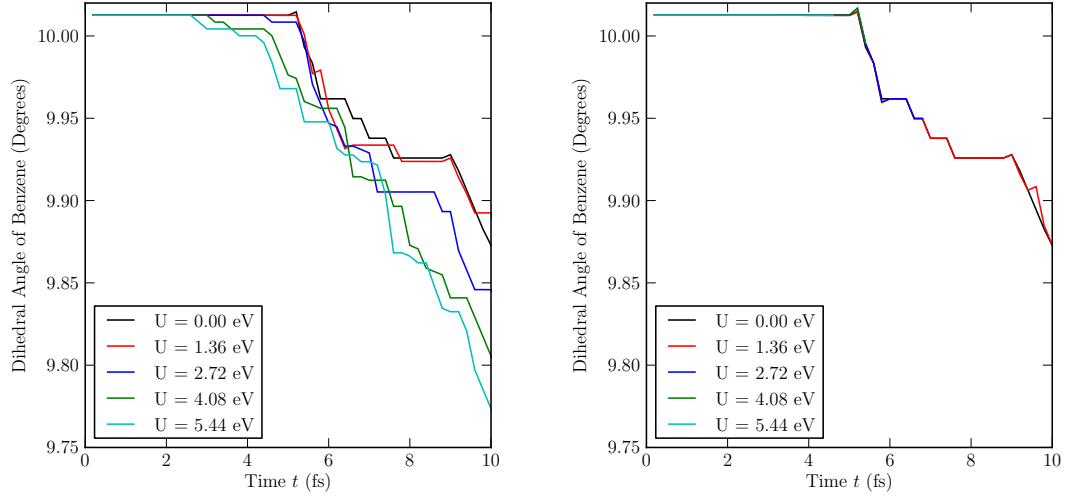 Dihedral Angle of Benzene (Degrees)
10.00
9.95
9.90
9.85
9.80
9.75
U = 0.00 eV
U = 1.36 eV
U = 2.72 eV
U = 4.08 eV
U = 5.44 eV
0 2 4 6 8 10
Time t (fs)
Dihedral Angle of Benzene (Degrees)
10.00
9.95
9.90
9.85
9.80
9.75
U = 0.00 eV
U = 1.36 eV
U = 2.72 eV
U = 4.08 eV
U = 5.44 eV
0 2 4 6 8 10
Time t (fs)